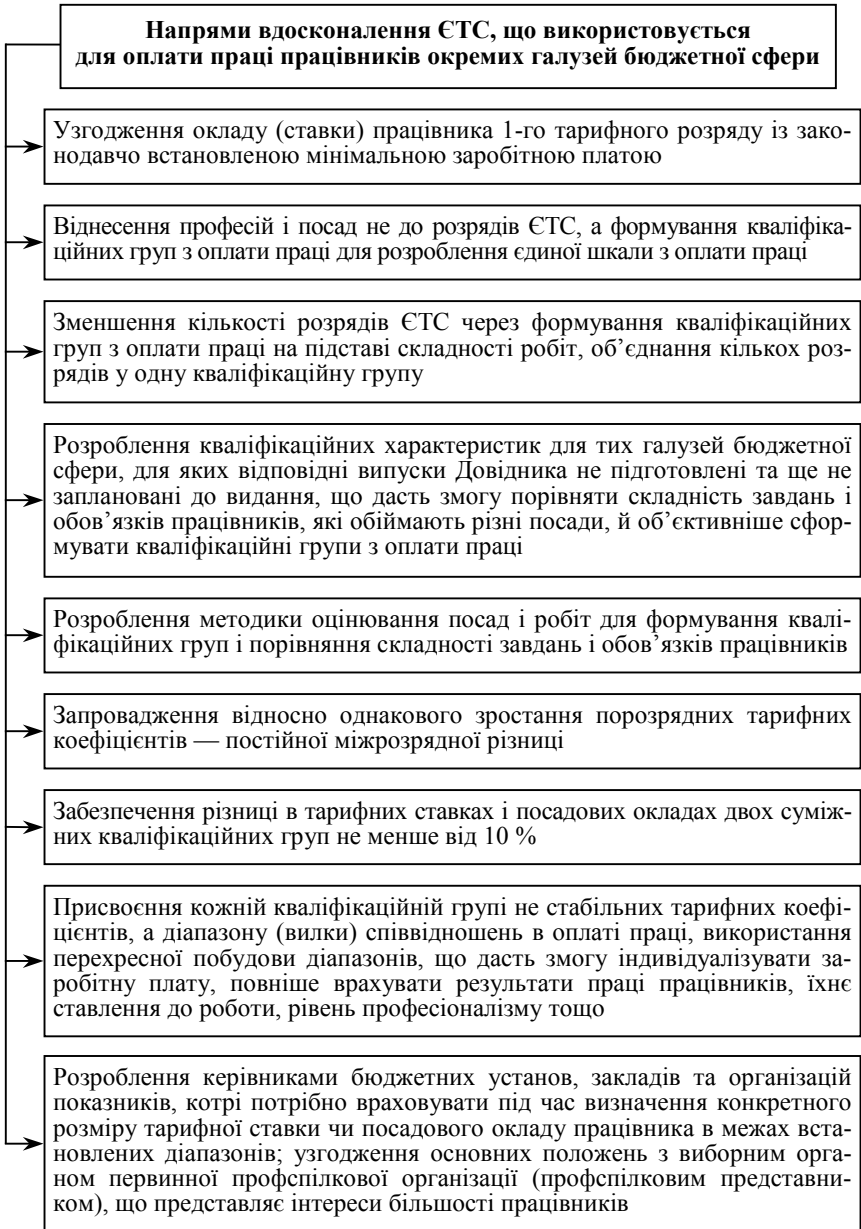 Напрями вдосконалення ЄТС, що використовується
для оплати праці працівників окремих галузей бюджетної сфери
Узгодження окладу (ставки) працівника 1-го тарифного розряду із зако-
нодавчо встановленою мінімальною заробітною платою
Віднесення професій і посад не до розрядів ЄТС, а формування кваліфіка-
ційних груп з оплати праці для розроблення єдиної шкали з оплати праці
Зменшення кількості розрядів ЄТС через формування кваліфікаційних
груп з оплати праці на підставі складності робіт, об’єднання кількох роз-
рядів у одну кваліфікаційну групу
Розроблення кваліфікаційних характеристик для тих галузей бюджетної
сфери, для яких відповідні випуски Довідника не підготовлені та ще не
заплановані до видання, що дасть змогу порівняти складність завдань і
обов’язків працівників, які обіймають різні посади, й об’єктивніше сфор-
мувати кваліфікаційні групи з оплати праці
Розроблення методики оцінювання посад і робіт для формування квалі-
фікаційних груп і порівняння складності завдань і обов’язків працівників
Запровадження відносно однакового зростання порозрядних тарифних
коефіцієнтів — постійної міжрозрядної різниці
Забезпечення різниці в тарифних ставках і посадових окладах двох суміж-
них кваліфікаційних груп не менше від 10 %
Присвоєння кожній кваліфікаційній групі не стабільних тарифних коефі-
цієнтів, а діапазону (вилки) співвідношень в оплаті праці, використання
перехресної побудови діапазонів, що дасть змогу індивідуалізувати за-
робітну плату, повніше врахувати результати праці працівників, їхнє
ставлення до роботи, рівень професіоналізму тощо
Розроблення керівниками бюджетних установ, закладів та організацій
показників, котрі потрібно враховувати під час визначення конкретного
розміру тарифної ставки чи посадового окладу працівника в межах вста-
новлених діапазонів; узгодження основних положень з виборним орга-
ном первинної профспілкової організації (профспілковим представни-
ком), що представляє інтереси більшості працівників